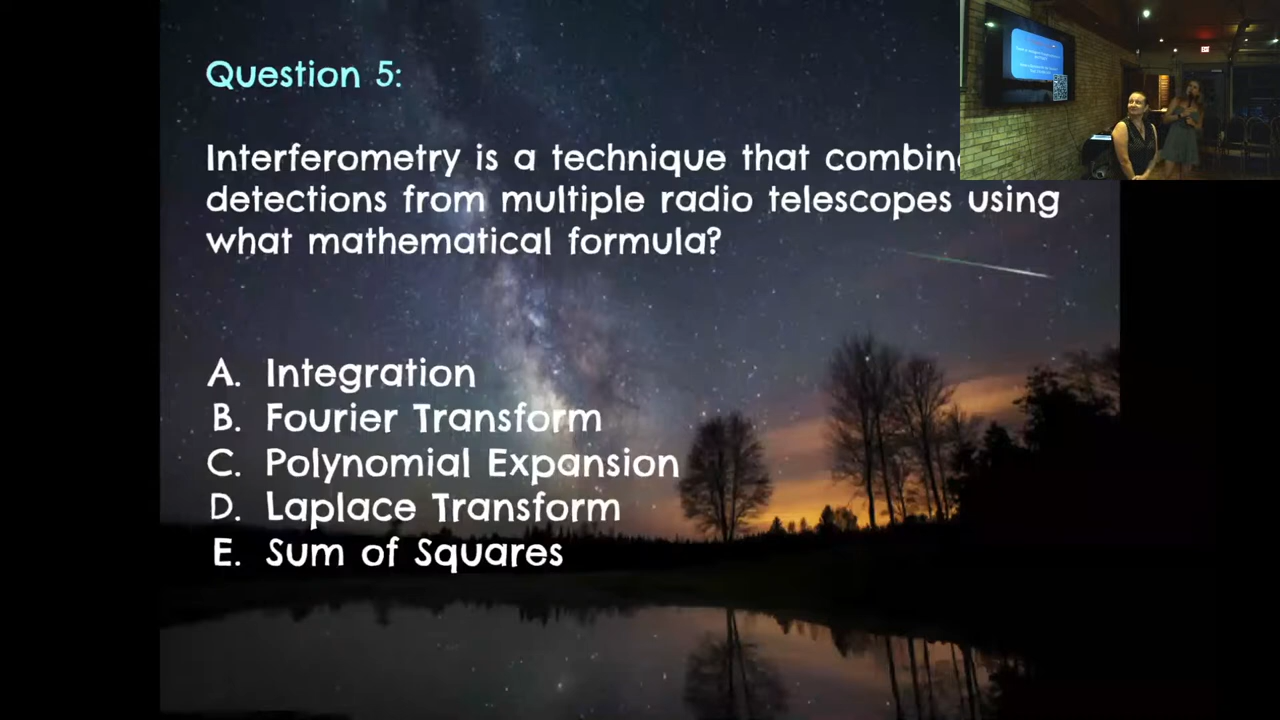 Question 5:
Interferometry is a technique that
detections from multiple radio telescopes using
what mathematical formula?
A. Integration
B. Fourier Transform
C. Polynomial Expansion
D. Laplace Transform
E. Sum of Squares